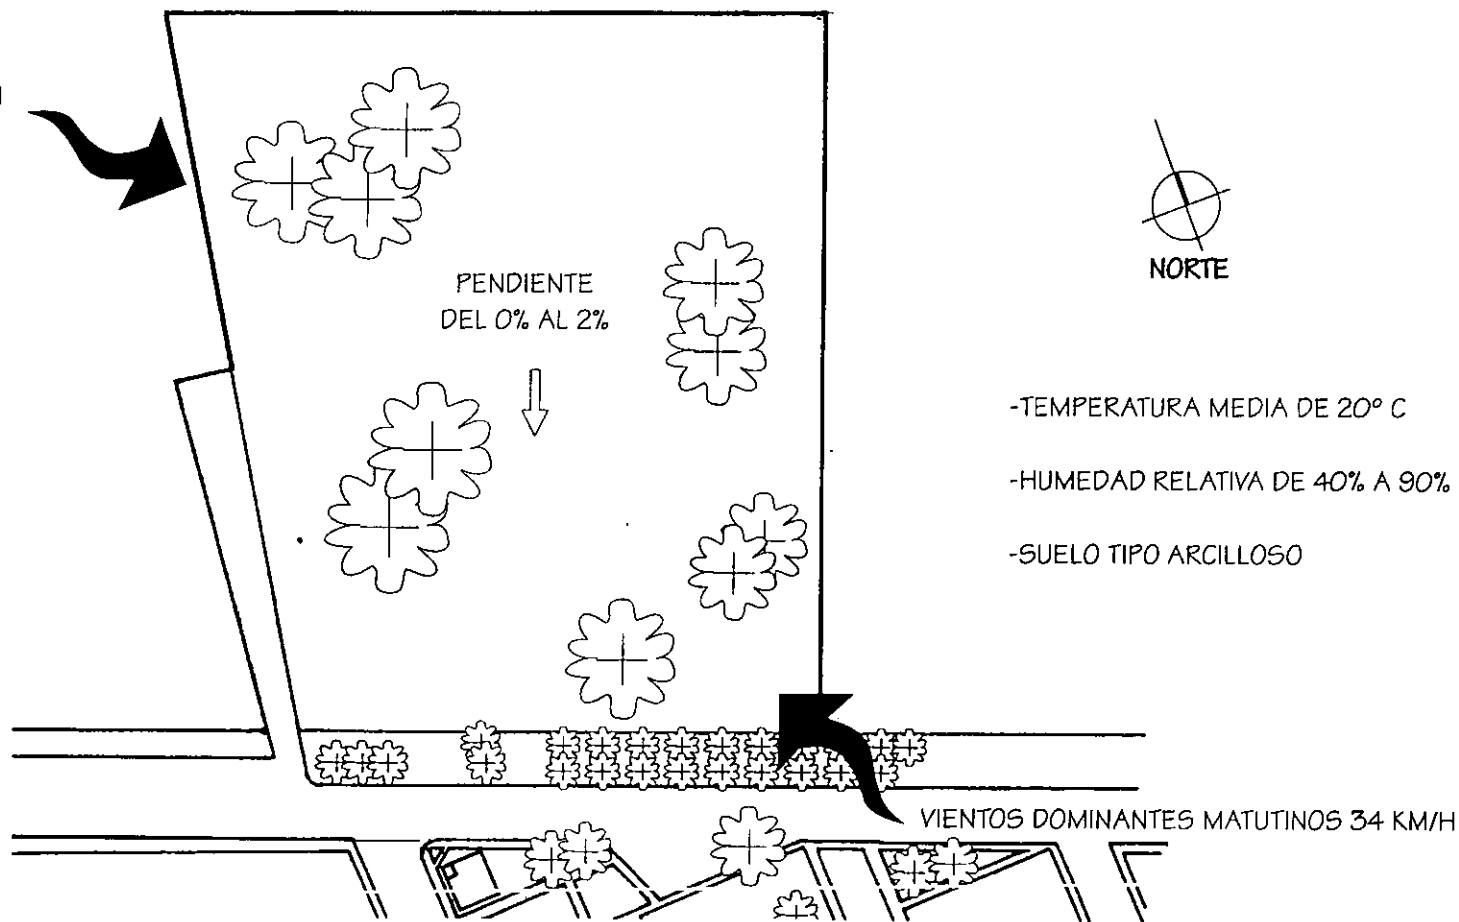 PENDIENTE
DEL 0% AL 2%
NORTE
-TEMPERATURA MEDIA DE 20° C
-HUMEDAD RELATIVA DE 40% A 90%
-SUELO TIPO ARCILLOSO
VIENTOS DOMINANTES MATUTINOS 34 KM/H